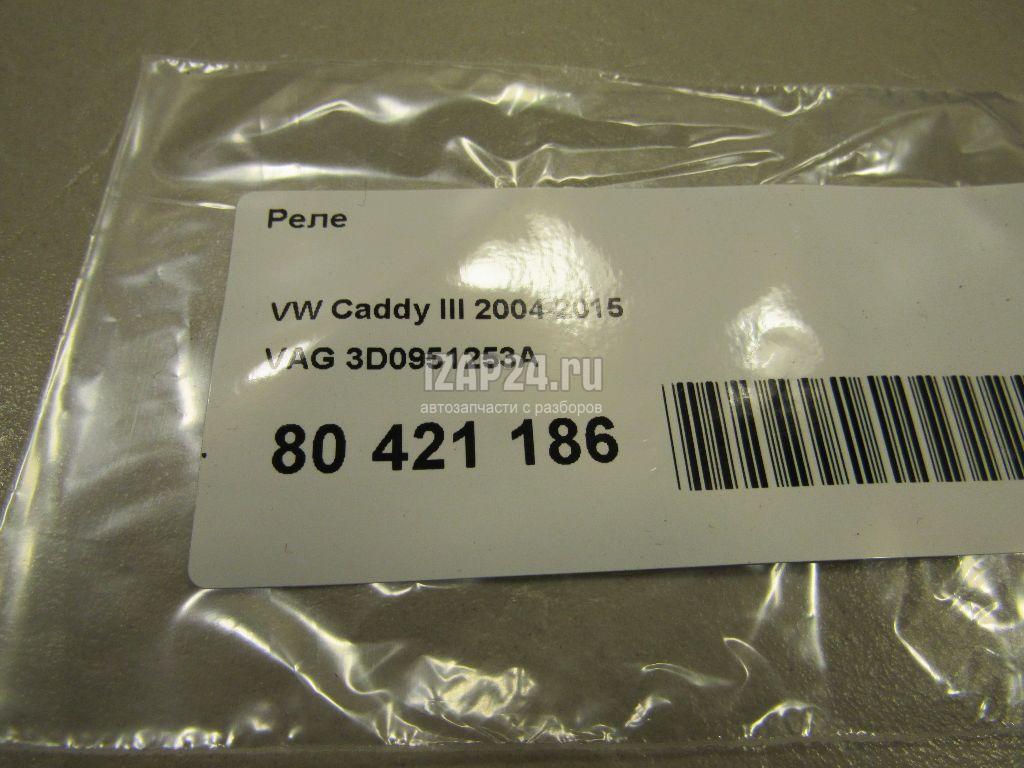 Реле
VW Caddy III 2004-2015
VAG 3D0951253A
IZAP24.ru
автозапчасти с разборов
80 421 186